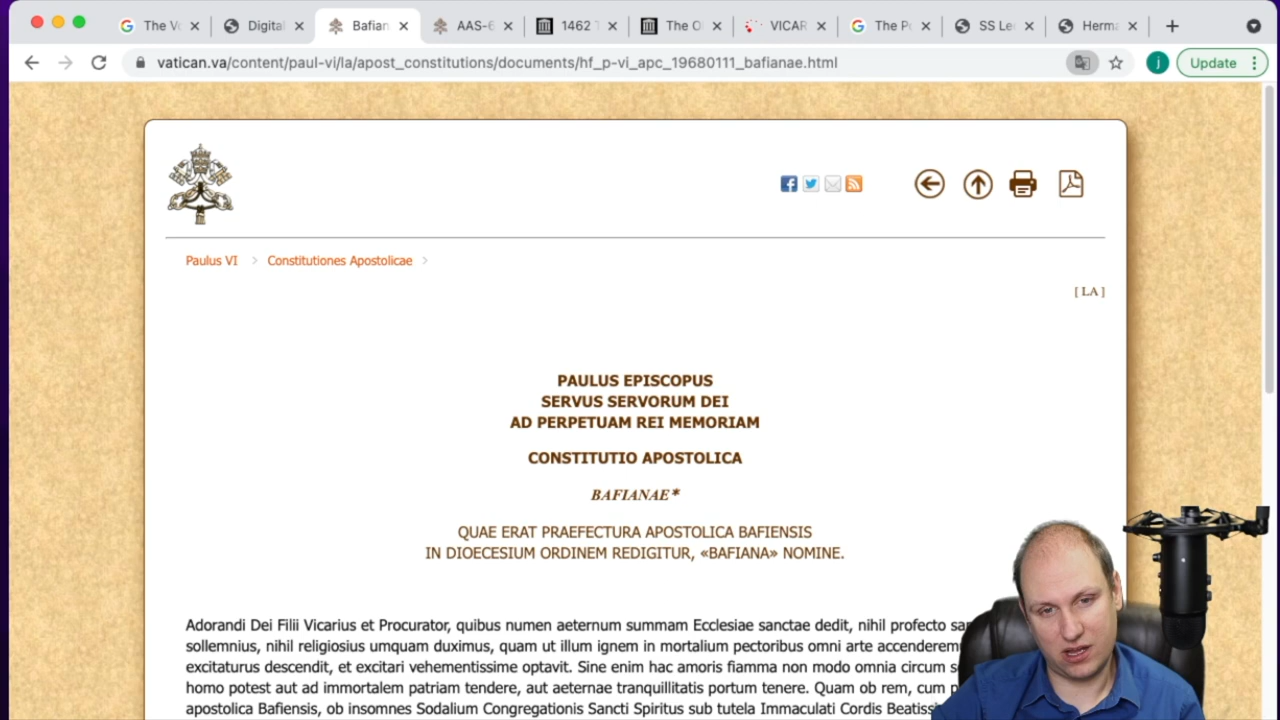 The Vo
Digital
Bafian
AAS-6
1462 T
The O
VICAR
The Po
SS Le
Herma
vatican.va/content/paul-vi/la/apost_constitutions/documents/hf_p-vi_apc_19680111_bafianae.html
j
Update
Paulus VI > Constitutiones Apostolicae >
[ LA ]
PAULUS EPISCOPUS
SERVUS SERVORUM DEI
AD PERPETUAM REI MEMORIAM
CONSTITUTIO APOSTOLICA
BAFIANAE*
QUAE ERAT PRAEFECTURA APOSTOLICA BAFIENSIS
IN DIOECESIUM ORDINEM REDIGITUR, «BAFIANA» NOMINE.
Adorandi Dei Filii Vicarius et Procurator, quibus numen aeternum summam Ecclesiae sanctae dedit, nihil profecto
sollemnius, nihil religiosius umquam duximus, quam ut illum ignem in mortalium pectoribus omni arte
excitaturus descendit, et excitari vehementissime optavit. Sine enim hac amoris fiamma non modo omnia circum
homo potest aut ad immortalem patriam tendere, aut aeternae tranquillitatis portum tenere. Quam ob rem, cum
apostolica Bafiensis, ob insomnes Sodalium Congregationis Sancti Spiritus sub tutela Immaculati Cordis